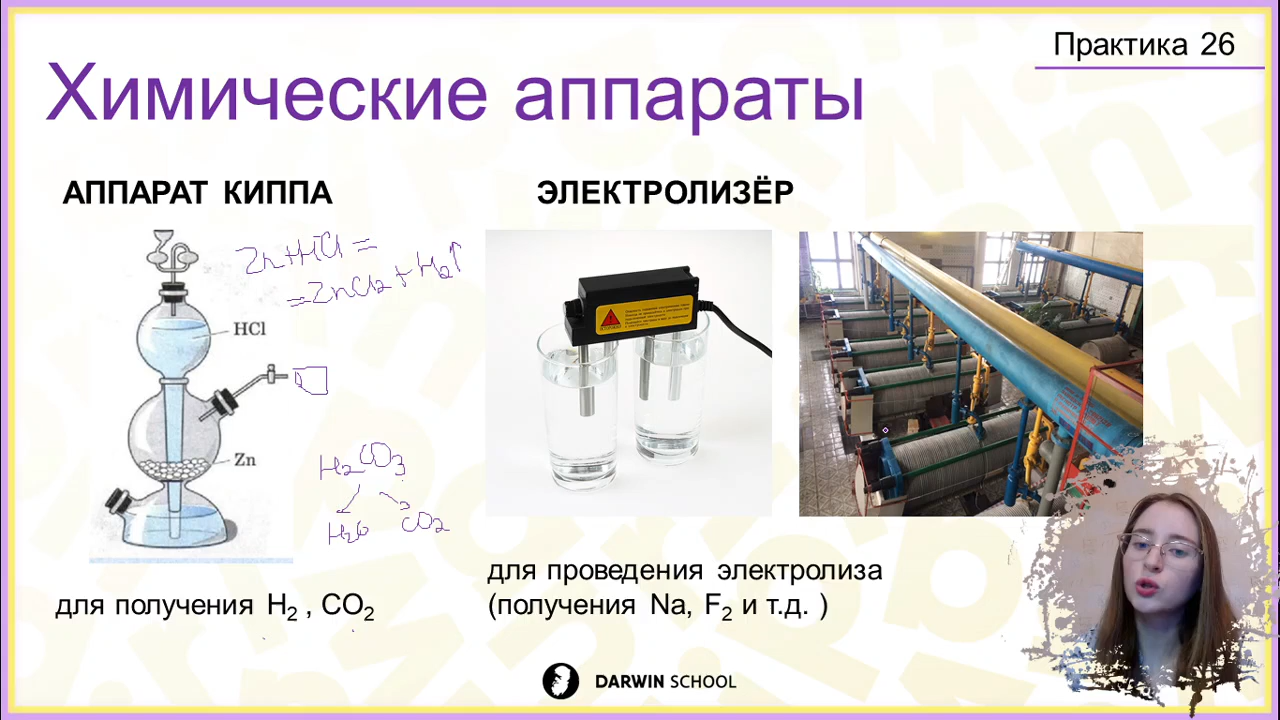 Практика 26
Химические аппараты
АППАРАТ КИППА
ЭЛЕКТРОЛИЗЁР
Zn+HCl =
=ZnCl2 + H2↑
HCl
Zn
H2CO3
H2O CO2
для получения H2 , CO2
для проведения электролиза
(получения Na, F2 и т.д. )
DARWIN SCHOOL